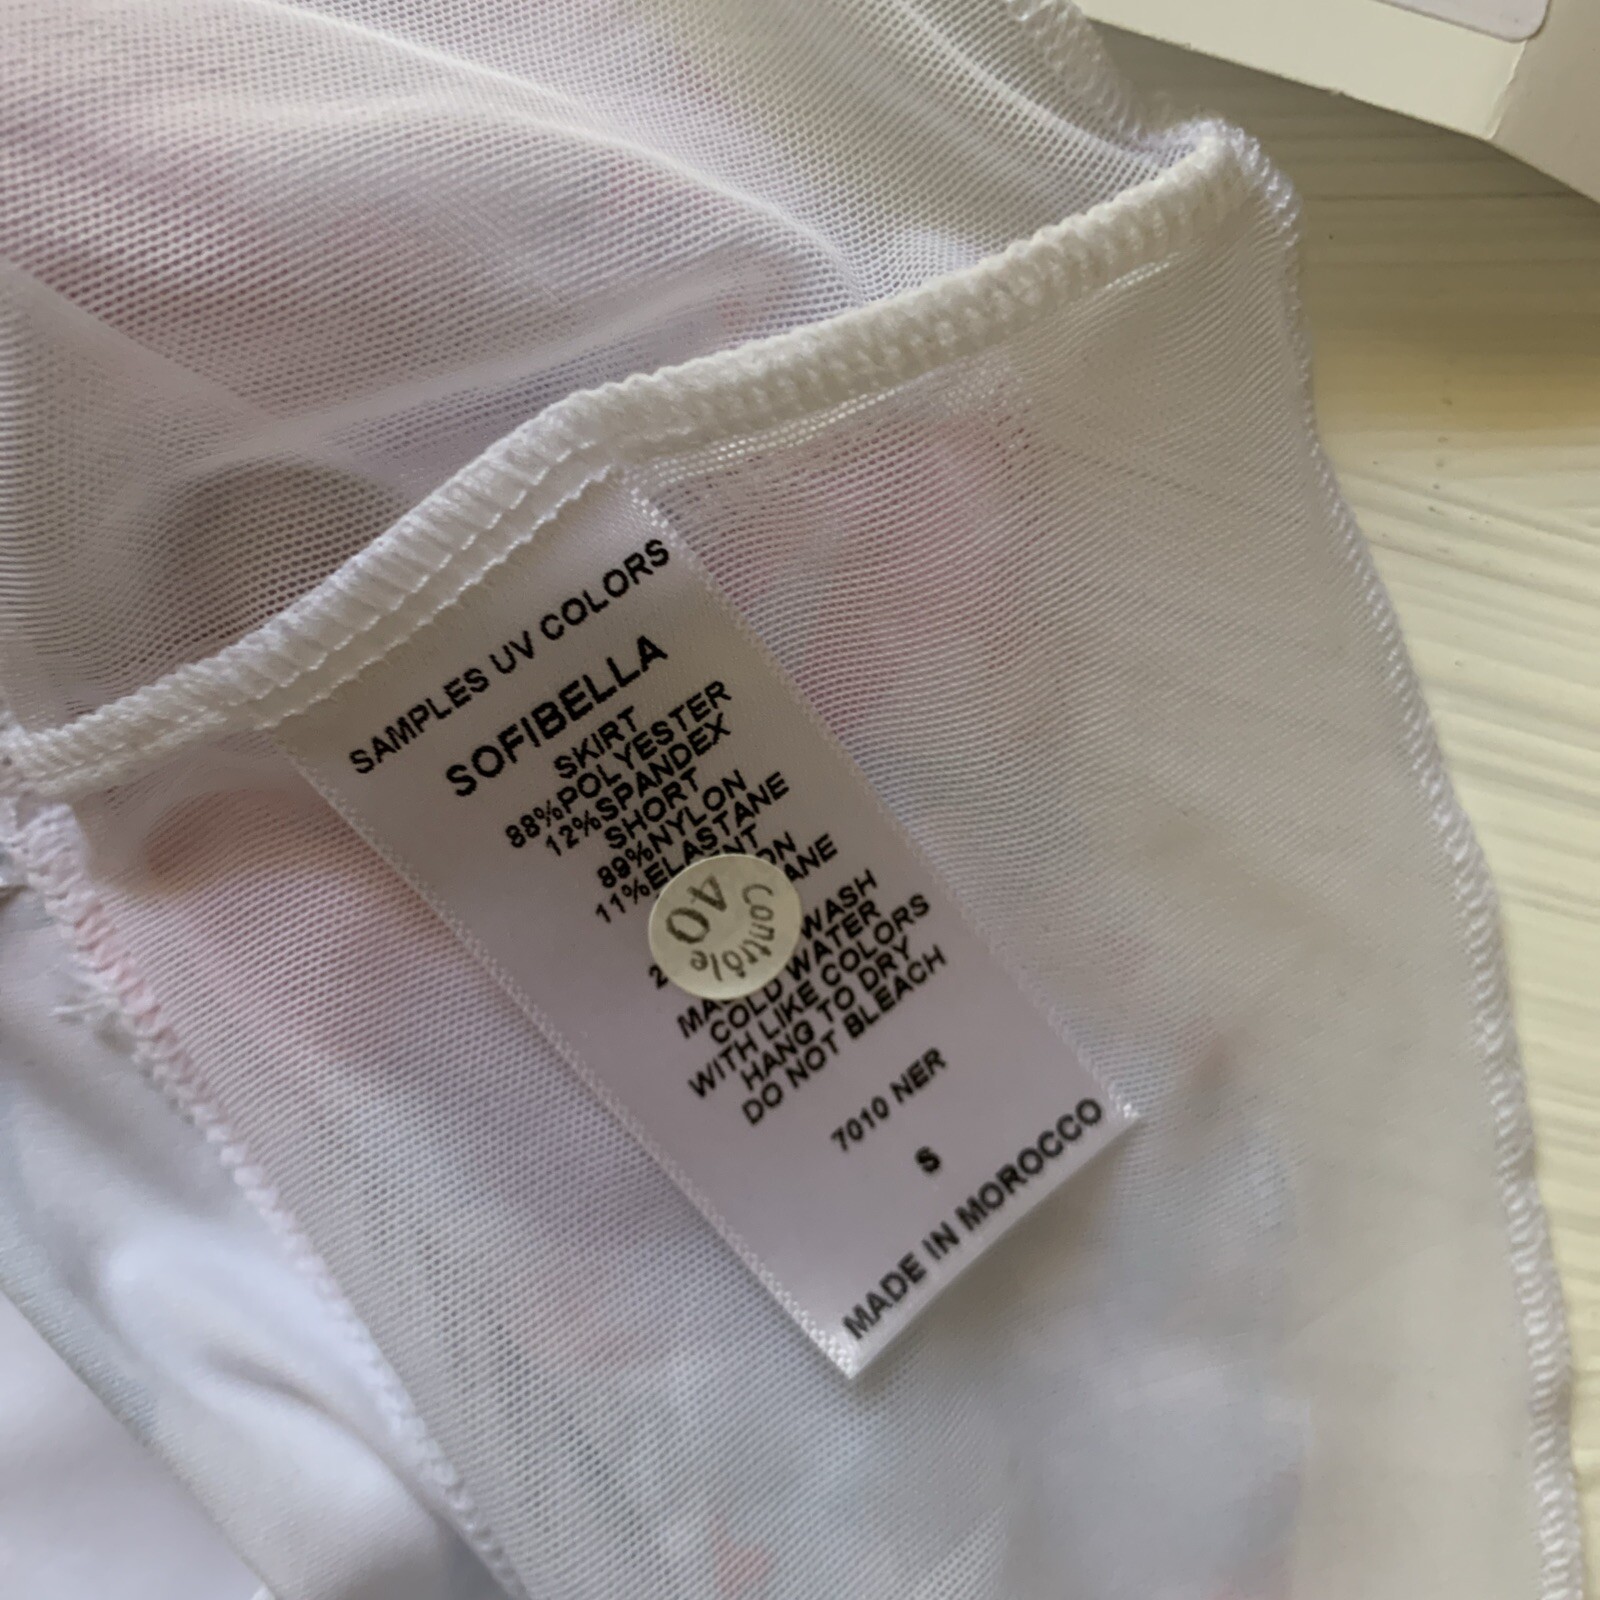 SAMPLES UV COLORS
SOFIBELLA
SKIRT
88%POLYESTER
12%SPANDEX
SHORT
89%NYLON
11%ELASTANE
40
Contrôle
WASH
COLD WATER
WITH LIKE COLORS
HANG TO DRY
DO NOT BLEACH
7010 NER
S
MADE IN MOROCCO